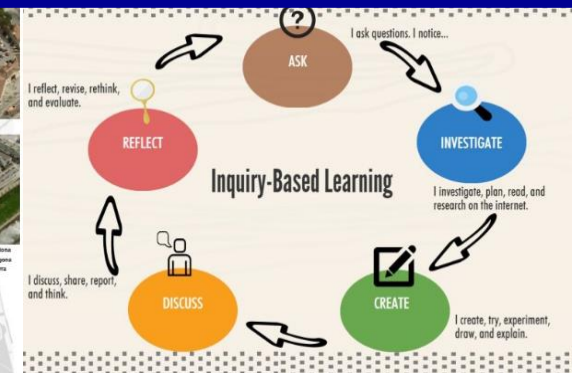 ?
ASK
I ask questions. I notice...
INVESTIGATE
I investigate, plan, read, and
research on the internet.
CREATE
I create, try, experiment,
draw, and explain.
DISCUSS
I discuss, share, report,
and think.
REFLECT
I reflect, revise, rethink,
and evaluate.
Inquiry-Based Learning